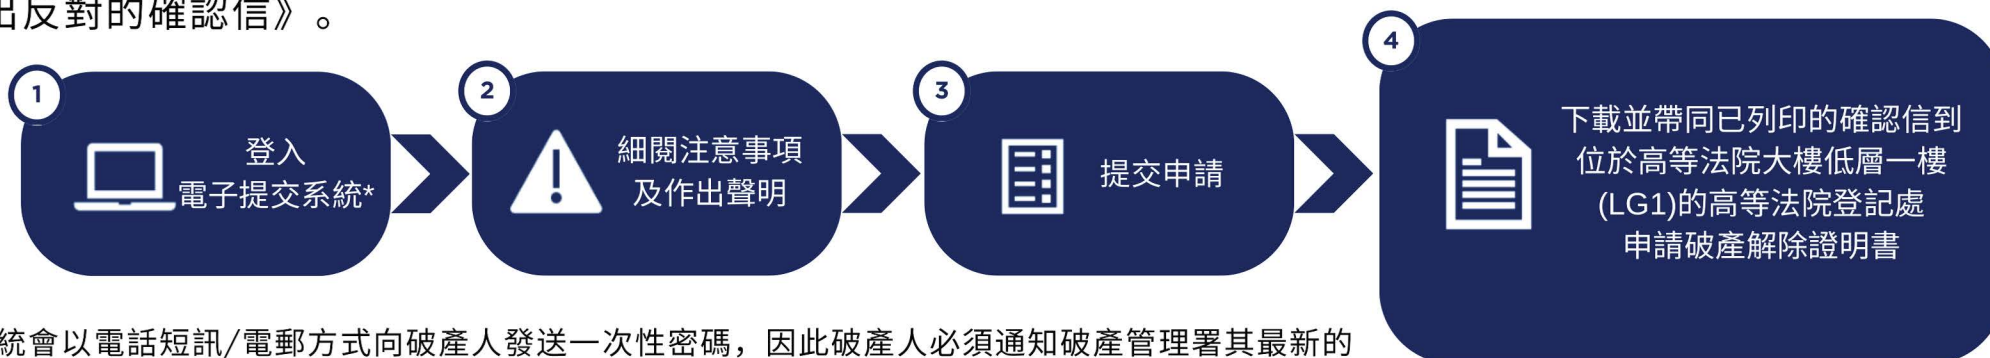 出反對的確認信》。
1
登入
電子提交系統*
2
細閱注意事項
及作出聲明
3
提交申請
4
下載並帶同已列印的確認信到
位於高等法院大樓低層一樓
(LG1)的高等法院登記處
申請破產解除證明書
統會以電話短訊/電郵方式向破產人發送一次性密碼，因此破產人必須通知破產管理署其最新的